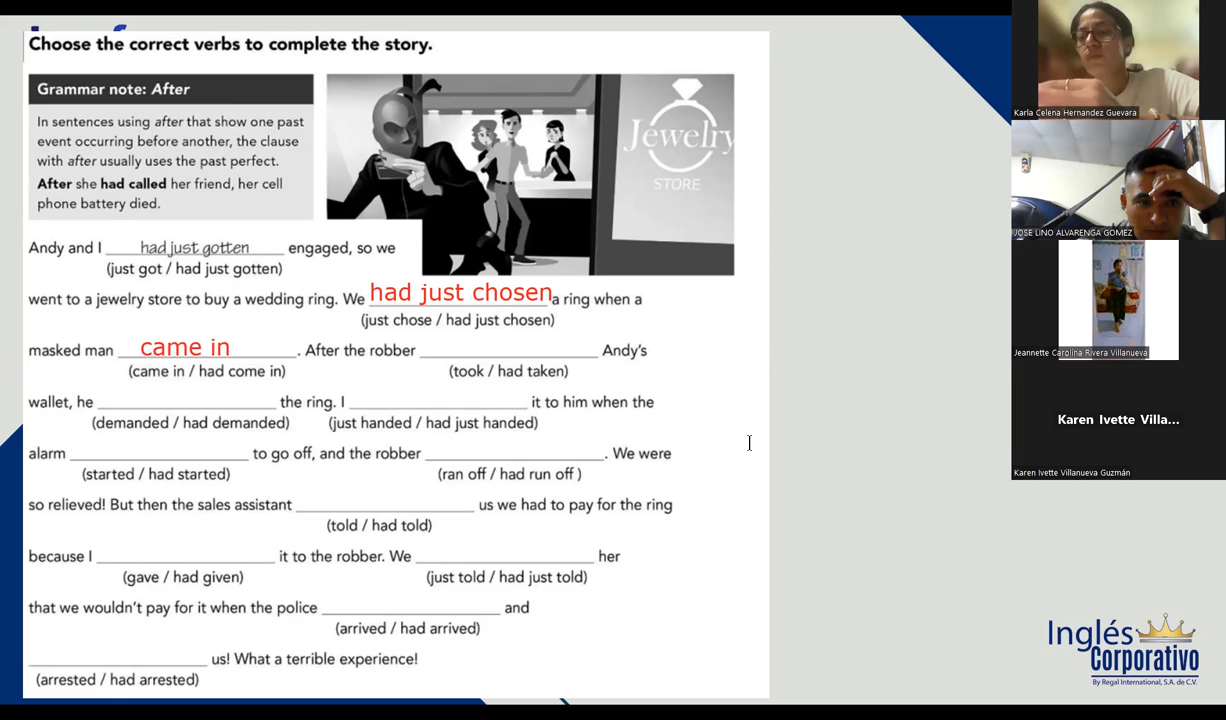 Choose the correct verbs to complete the story.
Grammar note: After
In sentences using after that show one past
event occurring before another, the clause
with after usually uses the past perfect.
After she had called her friend, her cell
phone battery died.
Jewelry
STORE
Andy and I had just gotten engaged, so we
(just got / had just gotten)
went to a jewelry store to buy a wedding ring. We had just chosen a ring when a
(just chose / had just chosen)
masked man came in. After the robber ____ Andy's
(came in / had come in) (took / had taken)
wallet, he ____ the ring. I ____ it to him when the
(demanded / had demanded) (just handed / had just handed)
alarm ____ to go off, and the robber ____. We were
(started / had started) (ran off / had run off )
so relieved! But then the sales assistant ____ us we had to pay for the ring
(told / had told)
because I ____ it to the robber. We ____ her
(gave / had given) (just told / had just told)
that we wouldn't pay for it when the police ____ and
(arrived / had arrived)
____ us! What a terrible experience!
(arrested / had arrested)
Karla Celena Hernandez Guevara
JOSE LINO ALVARENGA GOMEZ
Jeannette Carolina Rivera Villanueva
Karen Ivette Villa...
Karen Ivette Villanueva Guzmán
Inglés
Corporativo
By Regal International, S.A. de C.V.